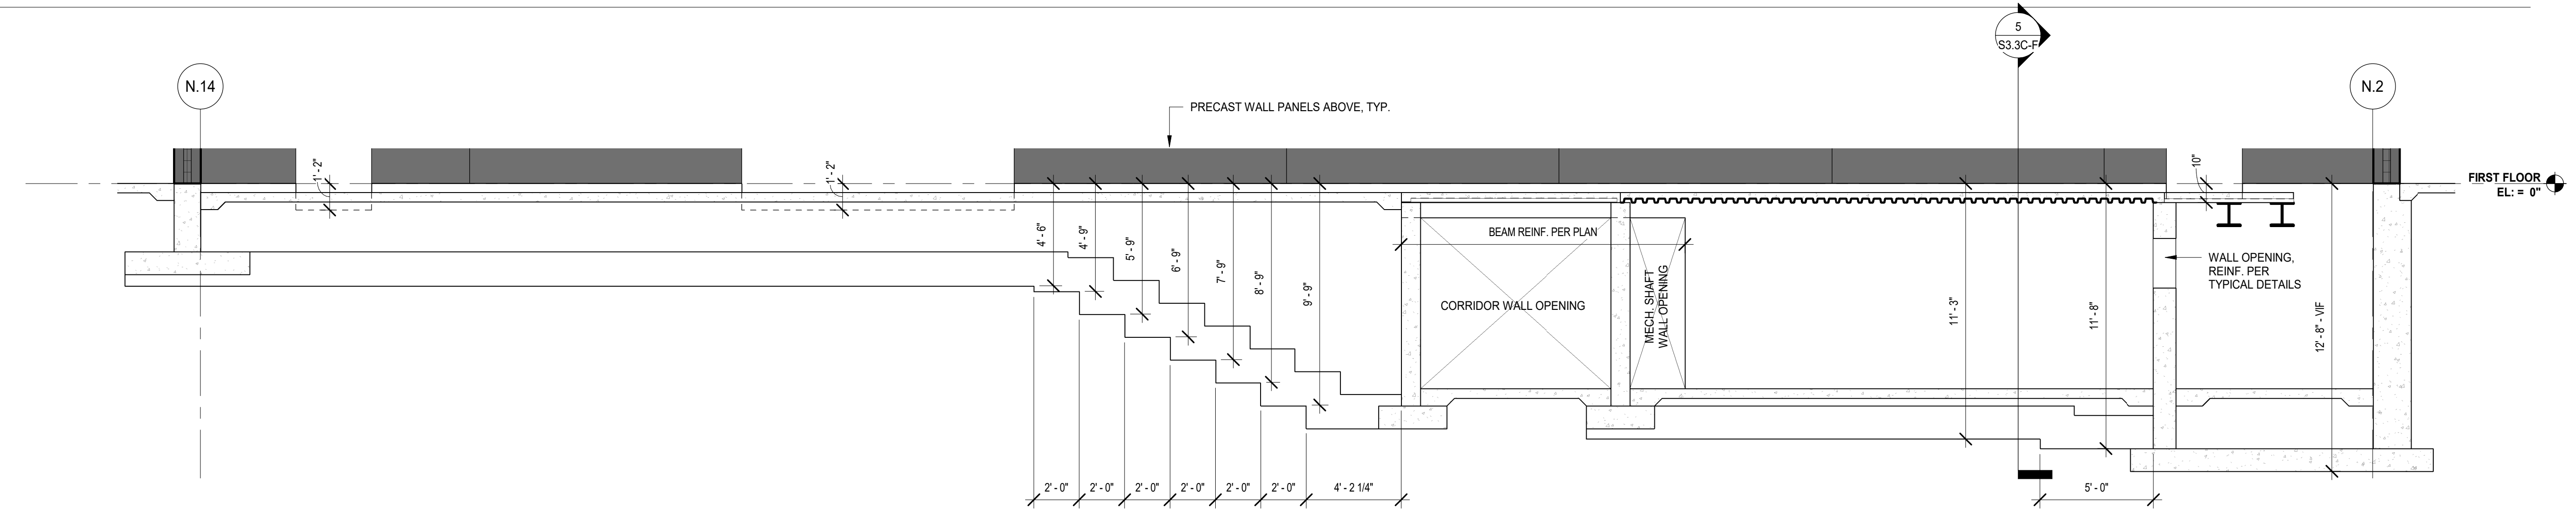 5
S3.3C-F
N.14
N.2
PRECAST WALL PANELS ABOVE, TYP.
1' - 2"
1' - 2"
10"
FIRST FLOOR
EL: = 0"
4' - 6"
4' - 9"
5' - 9"
6' - 9"
7' - 9"
8' - 9"
9' - 9"
BEAM REINF. PER PLAN
CORRIDOR WALL OPENING
MECH. SHAFT
WALL OPENING
11' - 3"
11' - 8"
WALL OPENING,
REINF. PER
TYPICAL DETAILS
12' - 8" - VIF
2' - 0"
2' - 0"
2' - 0"
2' - 0"
2' - 0"
2' - 0"
4' - 2 1/4"
5' - 0"